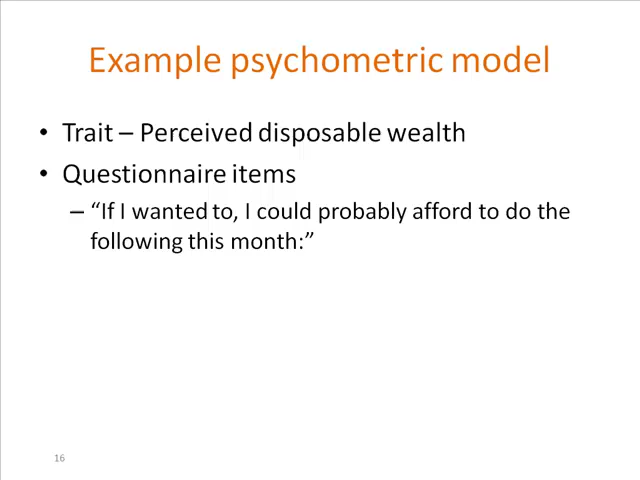 Example psychometric model
• Trait – Perceived disposable wealth
• Questionnaire items
– “If I wanted to, I could probably afford to do the
following this month:”
16